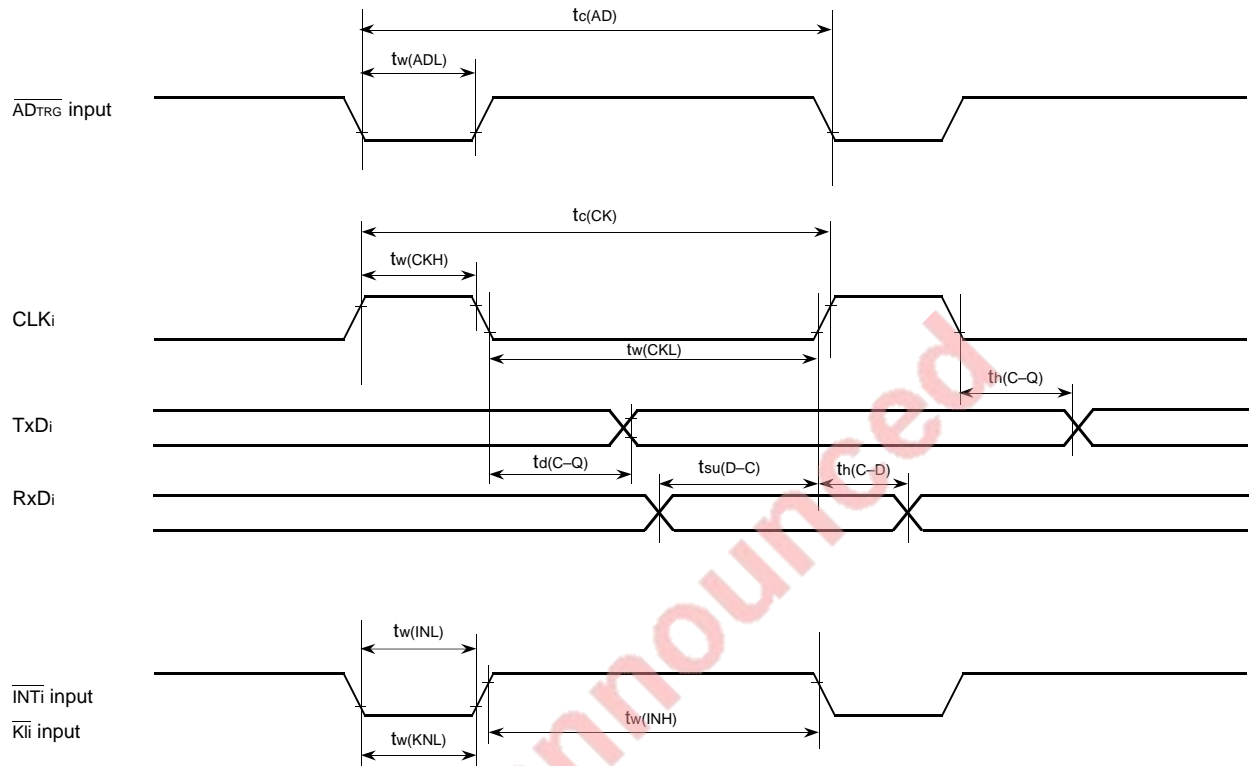 tc(AD)
tw(ADL)
ADTRG input
tc(CK)
tw(CKH)
CLKi
tw(CKL)
th(C–Q)
TxDi
td(C–Q)
tsu(D–C)
th(C–D)
RxDi
tw(INL)
INTi input
KIi input
tw(INH)
tw(KNL)
nnounced